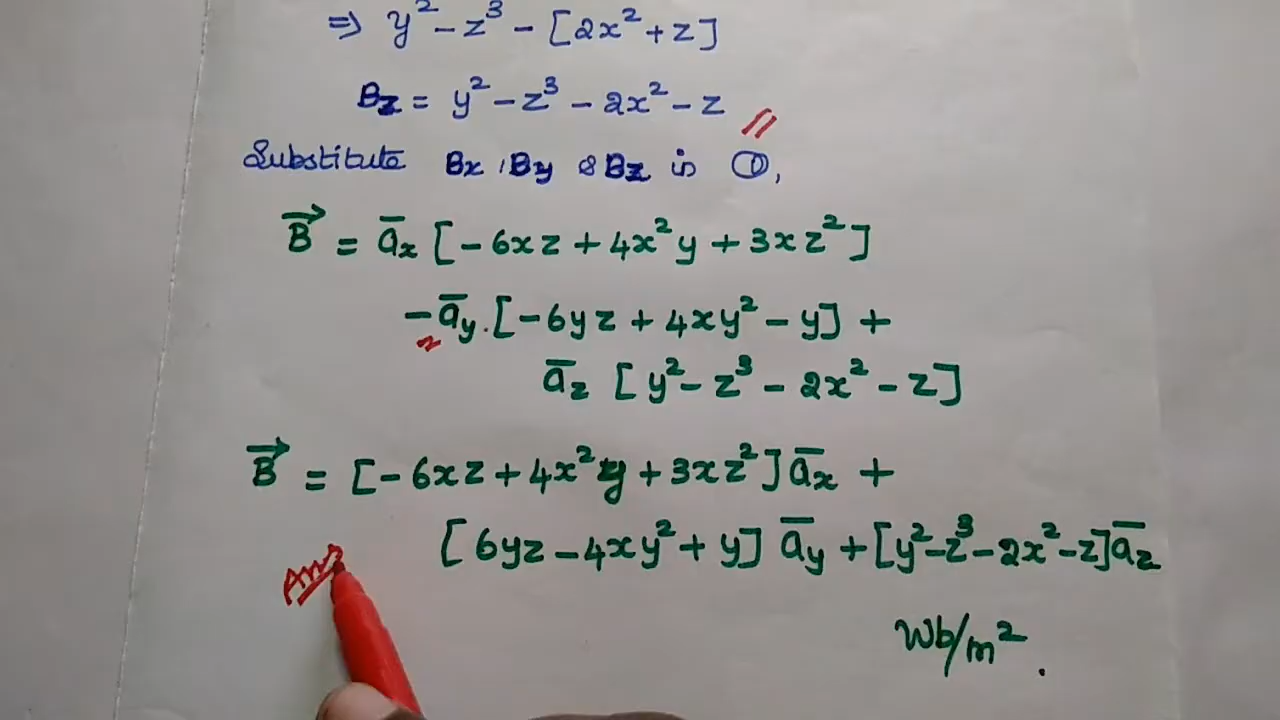 ⇒ y² - z³ - [2x² + z]
Bz = y² - z³ - 2x² - z //
Substitute Bx, By & Bz in ①,
B⃗ = āx [-6xz + 4x²y + 3xz²]
-āy. [-6yz + 4xy² - y] +
āz [y² - z³ - 2x² - z]
B⃗ = [-6xz + 4x²y + 3xz²] āx +
[6yz - 4xy² + y] āy + [y² - z³ - 2x² - z] āz
Ans
Wb/m².